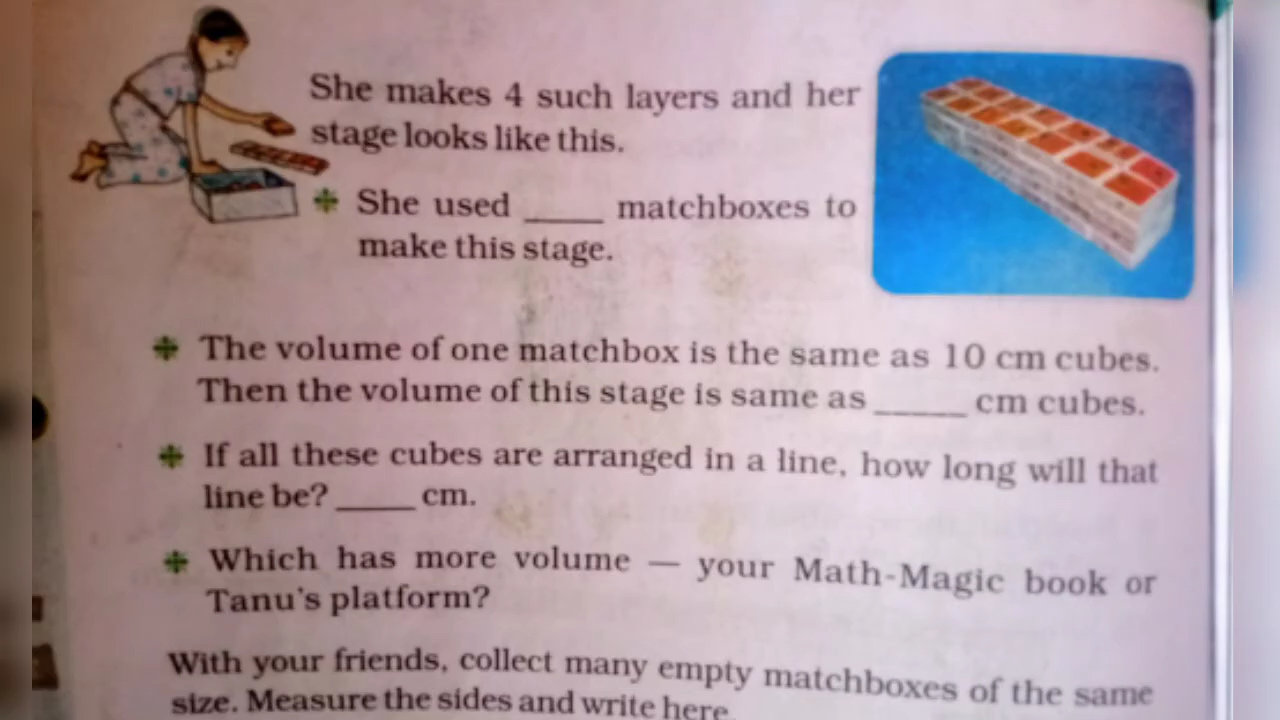 She makes 4 such layers and her
stage looks like this.
She used ____ matchboxes to
make this stage.
The volume of one matchbox is the same as 10 cm cubes.
Then the volume of this stage is same as _____ cm cubes.
If all these cubes are arranged in a line, how long will that
line be? ____ cm.
Which has more volume — your Math-Magic book or
Tanu's platform?
With your friends, collect many empty matchboxes of the same
size. Measure the sides and write here